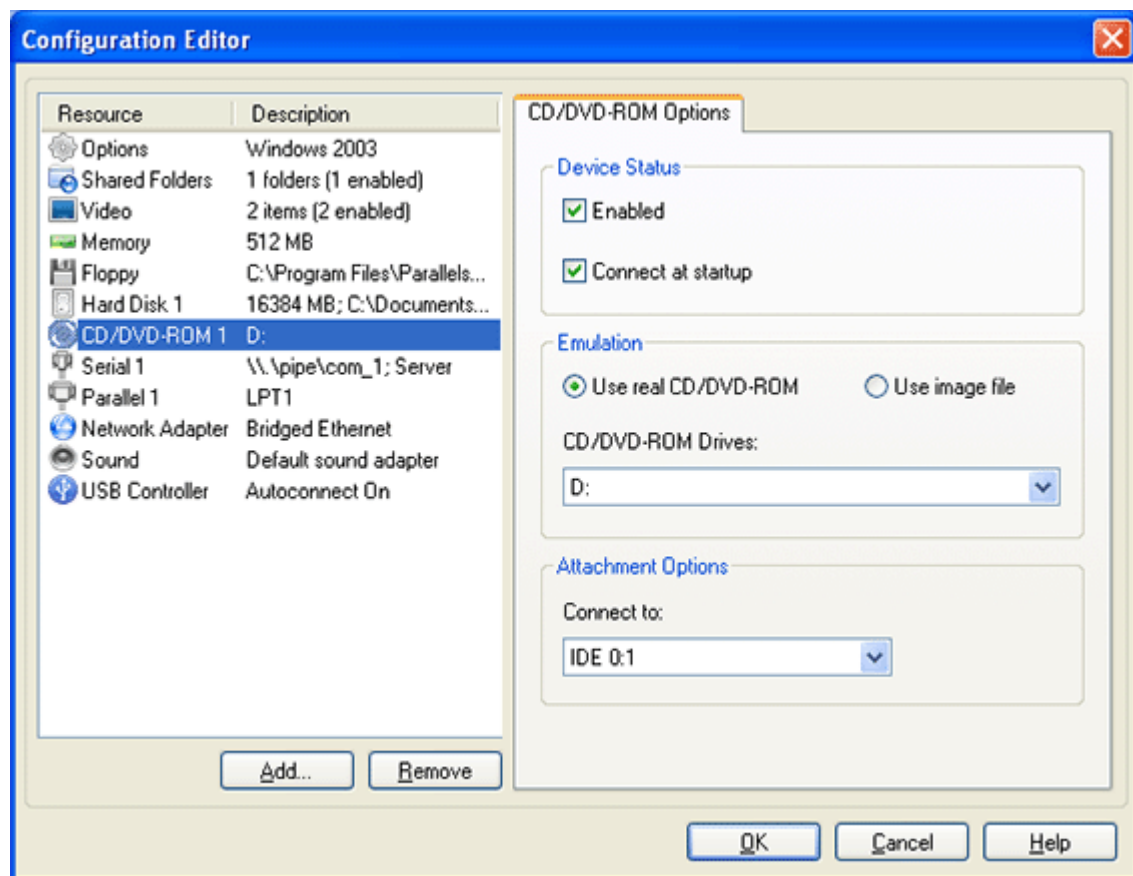 Configuration Editor
Resource Description
Options Windows 2003
Shared Folders 1 folders (1 enabled)
Video 2 items (2 enabled)
Memory 512 MB
Floppy C:\Program Files\Parallels...
Hard Disk 1 16384 MB; C:\Documents...
CD/DVD-ROM 1 D:
Serial 1 \\.\pipe\com_1; Server
Parallel 1 LPT1
Network Adapter Bridged Ethernet
Sound Default sound adapter
USB Controller Autoconnect On
Add... Remove
CD/DVD-ROM Options
Device Status
Enabled
Connect at startup
Emulation
Use real CD/DVD-ROM Use image file
CD/DVD-ROM Drives:
D:
Attachment Options
Connect to:
IDE 0:1
OK Cancel Help